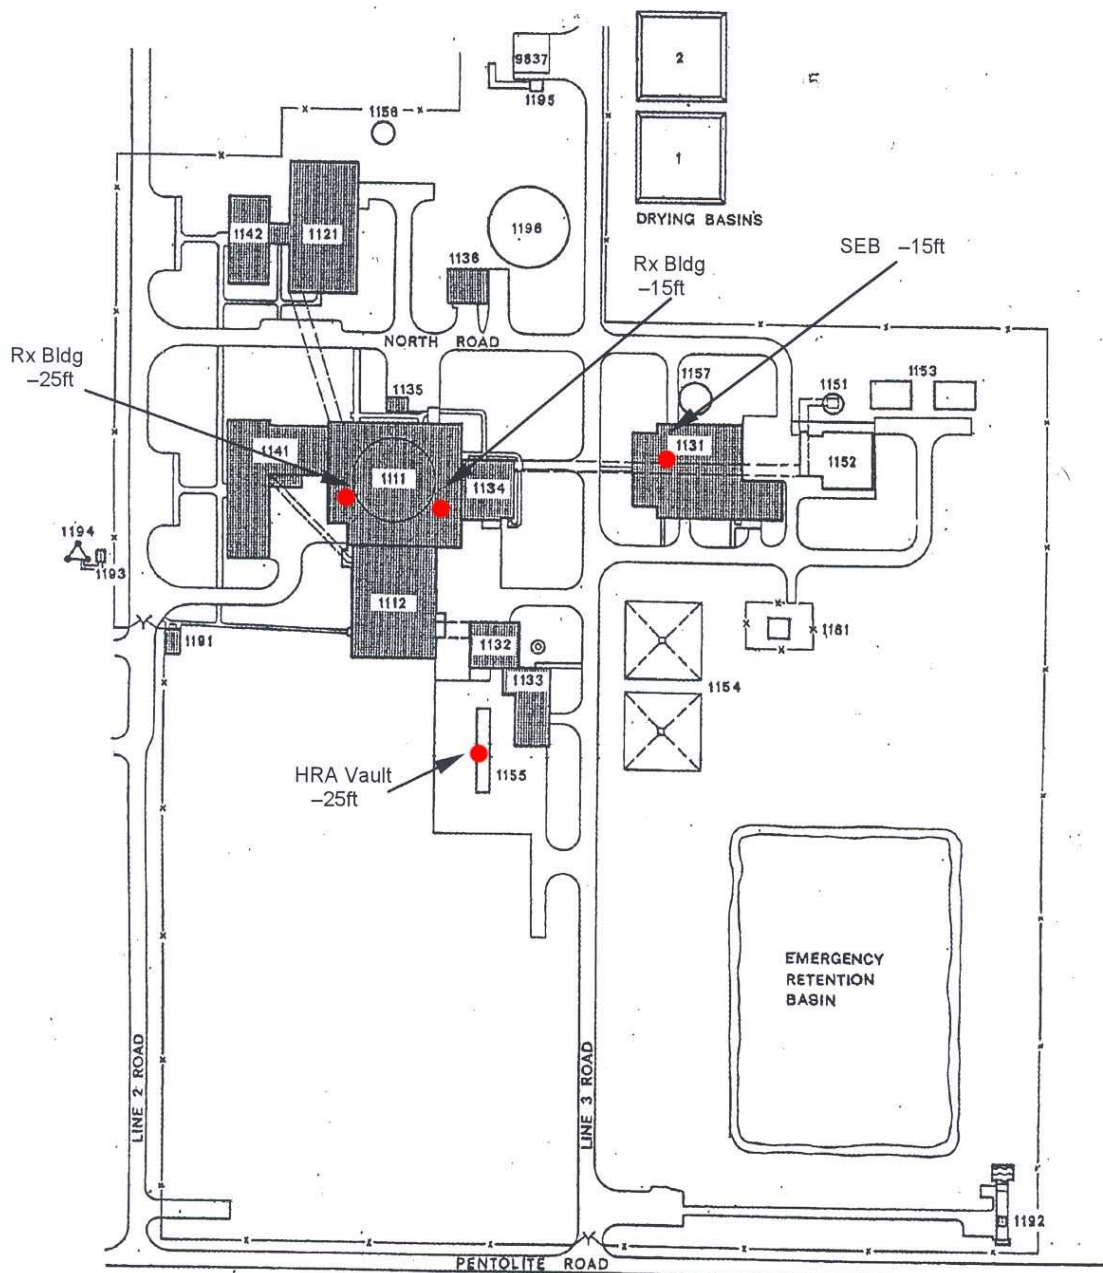 2
9837
1195
1156
1
DRYING BASINS
1142
1121
1196
SEB –15ft
1136
Rx Bldg
–15ft
NORTH ROAD
Rx Bldg
–25ft
1157
1151
1153
1135
1141
1131
1111
1134
1152
1194
1193
1112
1191
1132
1161
1133
1154
HRA Vault
–25ft
1155
EMERGENCY
RETENTION
BASIN
LINE 2 ROAD
LINE 3 ROAD
1192
PENTOLITE ROAD